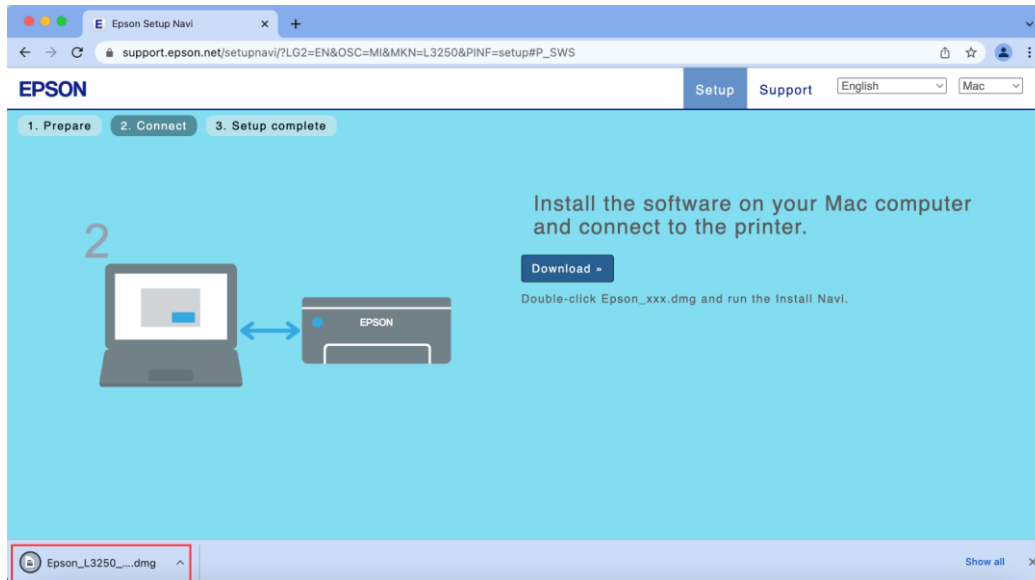 E Epson Setup Navi
support.epson.net/setupnavi/?LG2=EN&OSC=MI&MKN=L3250&PINF=setup#P_SWS
EPSON
Setup Support English Mac
1. Prepare 2. Connect 3. Setup complete
Install the software on your Mac computer
and connect to the printer.
2
Download »
Double-click Epson_xxx.dmg and run the Install Navi.
EPSON
Epson_L3250_....dmg
Show all